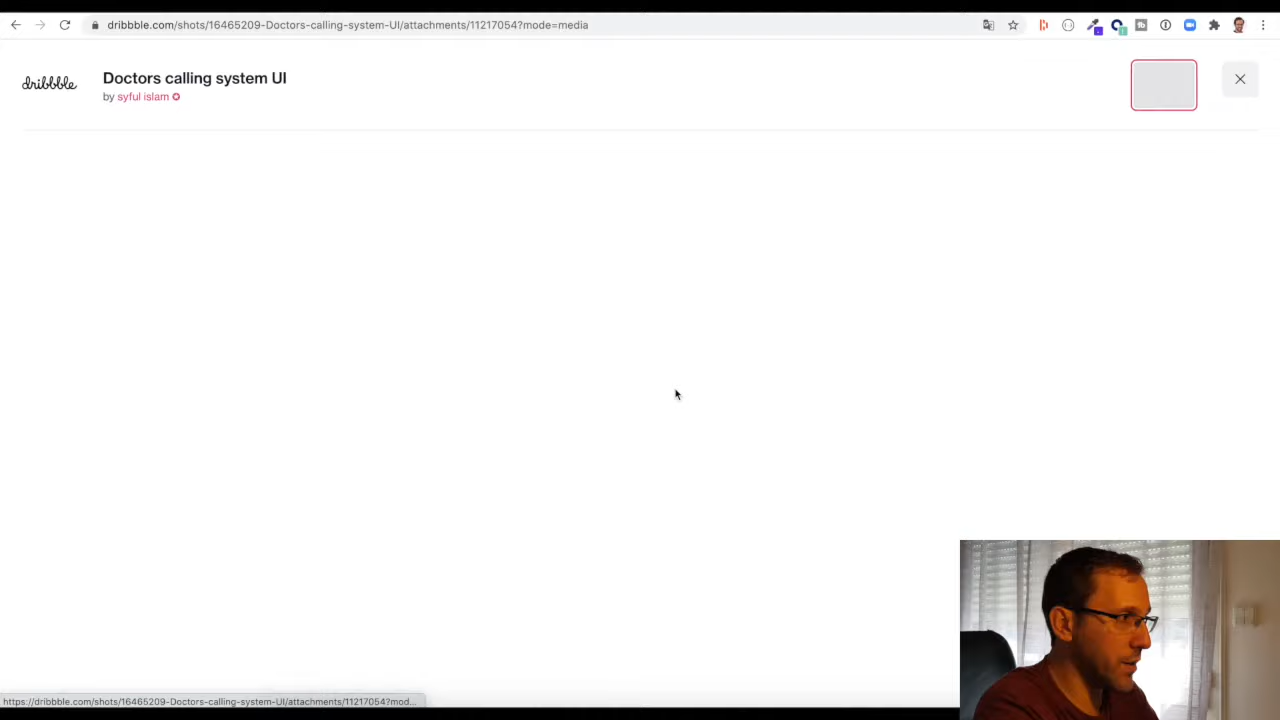 dribbble.com/shots/16465209-Doctors-calling-system-UI/attachments/11217054?mode=media
dribbble
Doctors calling system UI
by syful islam
https://dribbble.com/shots/16465209-Doctors-calling-system-UI/attachments/11217054?mod...